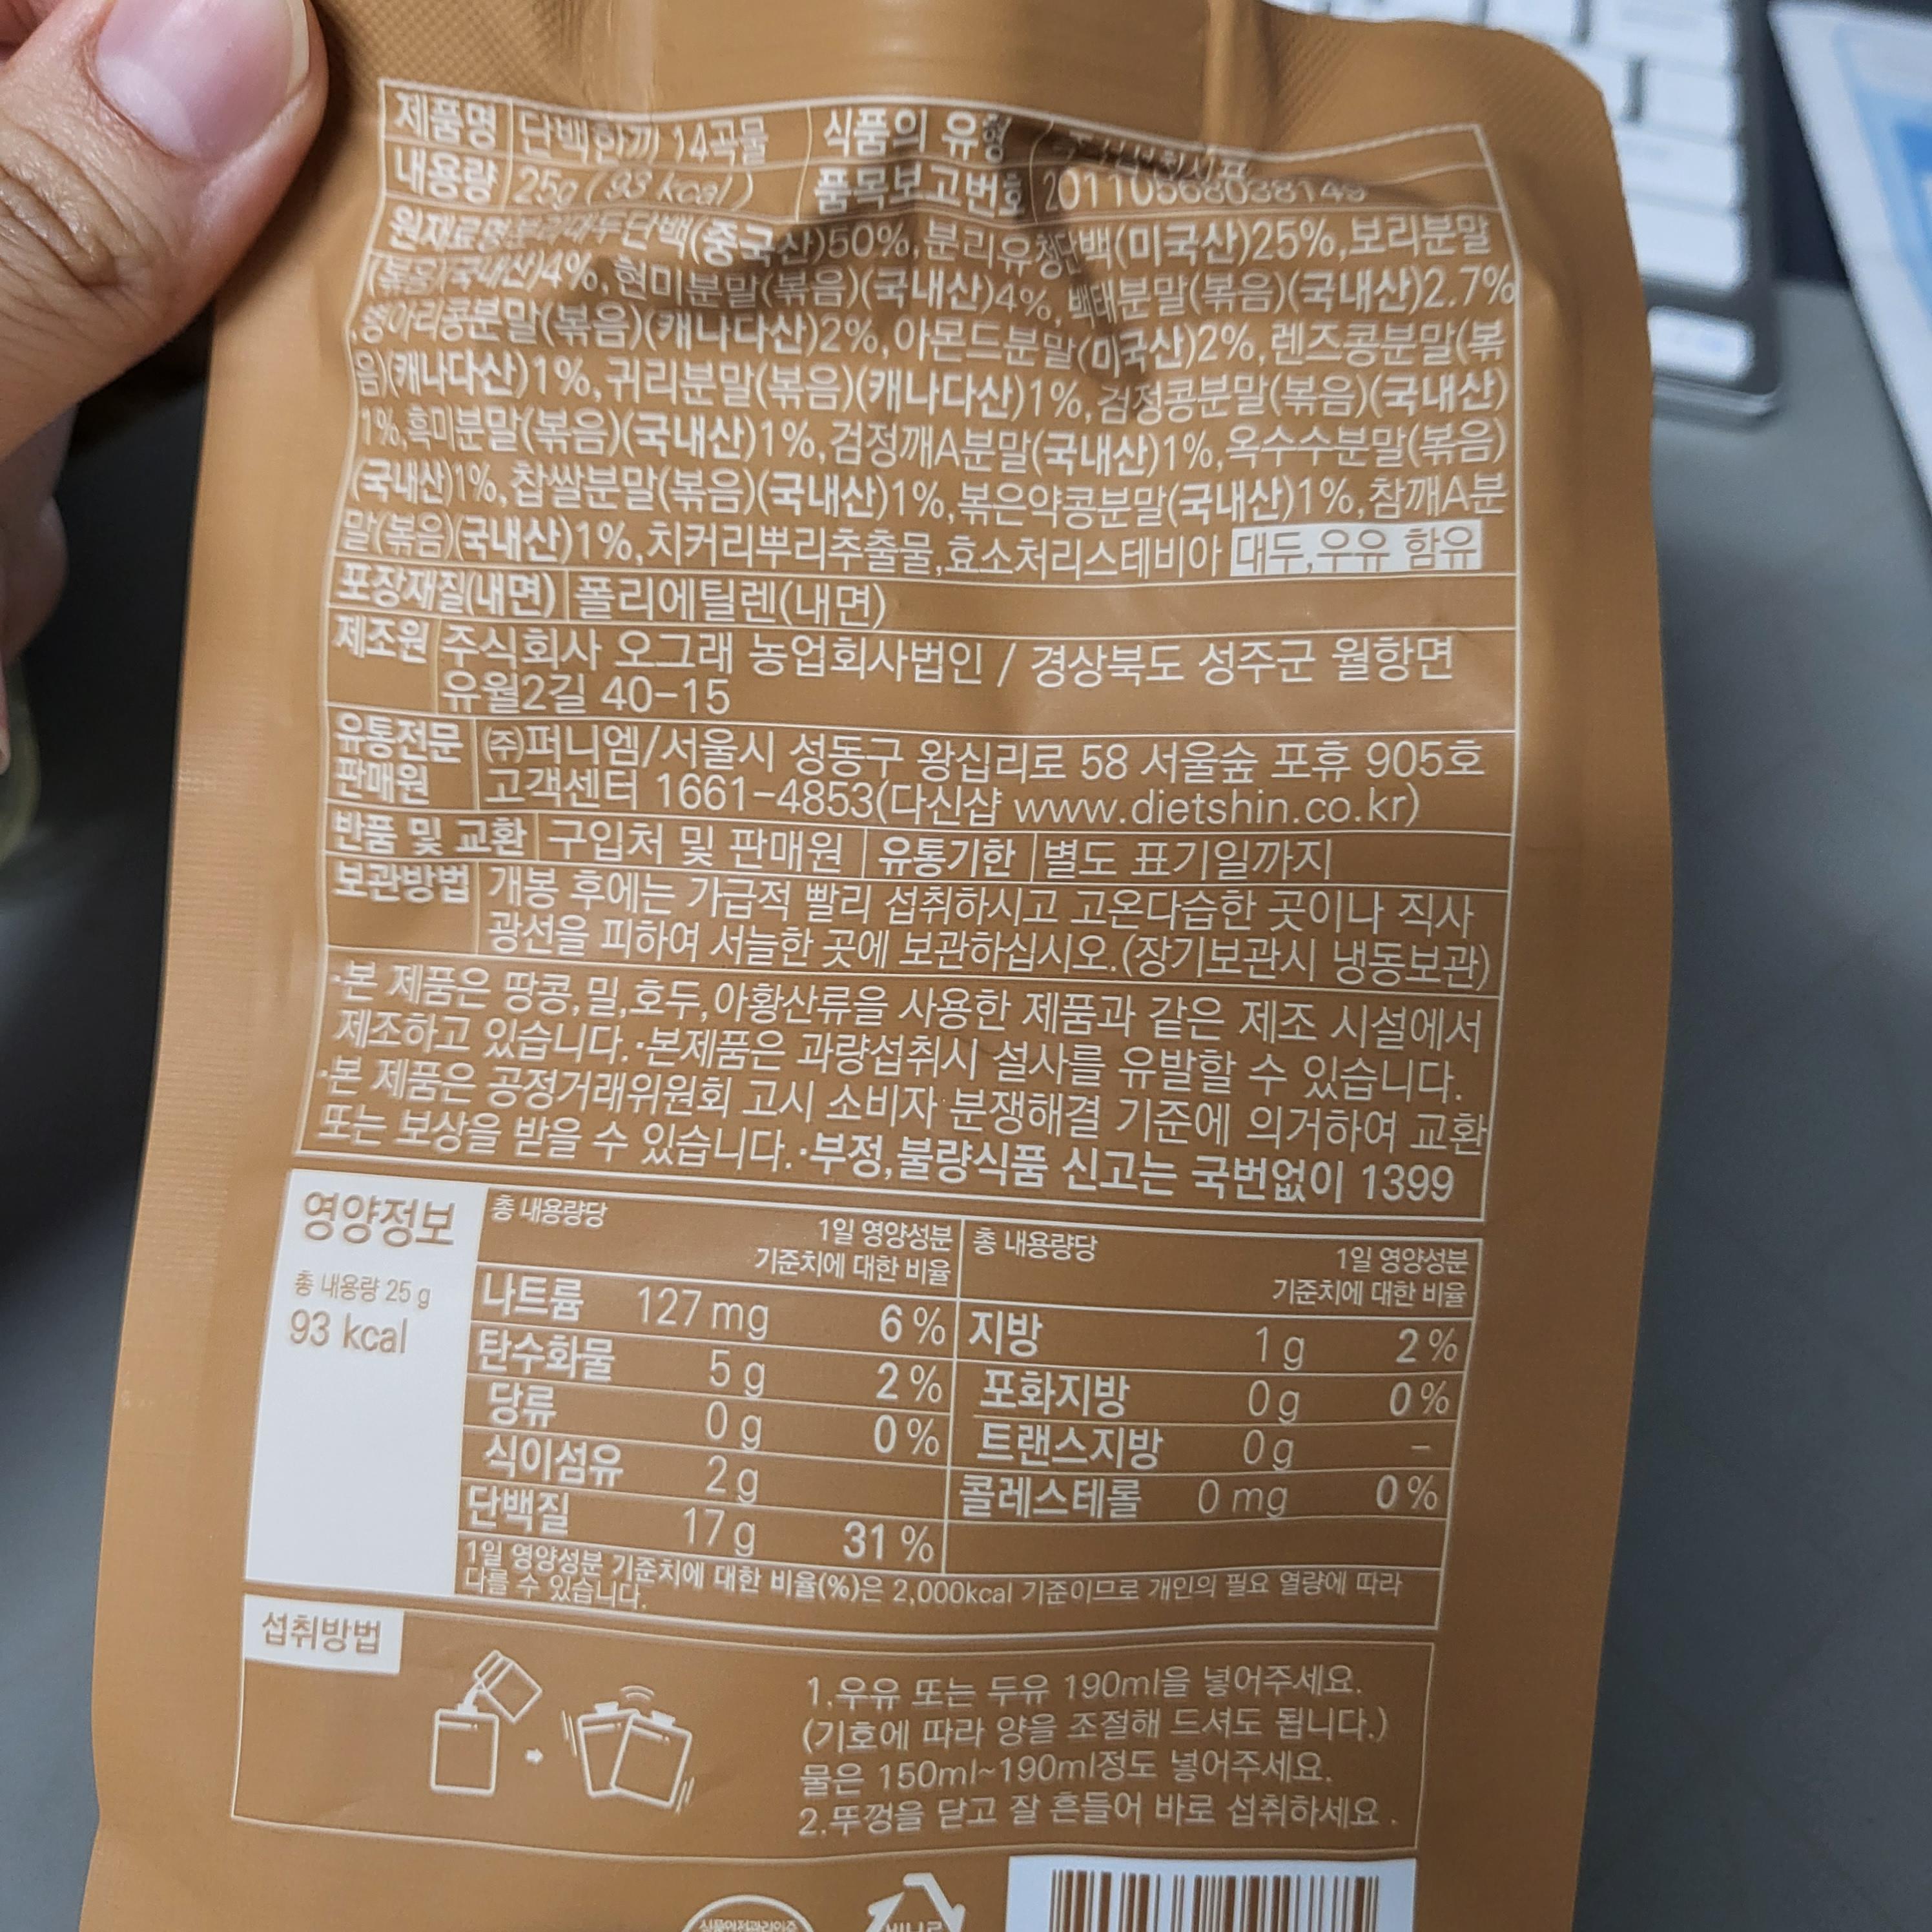 제품명 단백한끼 14곡물 식품의 유형
내용량 25g (93 kcal) 품목보고번호
원재료명 분리대두단백(중국산)50%,분리유청단백(미국산)25%,보리분말
(볶음)(국내산)4%,현미분말(볶음)(국내산)4%,백태분말(볶음)(국내산)2.7%
,병아리콩분말(볶음)(캐나다산)2%,아몬드분말(미국산)2%,렌즈콩분말(볶
음)(캐나다산)1%,귀리분말(볶음)(캐나다산)1%,검정콩분말(볶음)(국내산)
1%,흑미분말(볶음)(국내산)1%,검정깨A분말(국내산)1%,옥수수분말(볶음)
(국내산)1%,찹쌀분말(볶음)(국내산)1%,볶은약콩분말(국내산)1%,참깨A분
말(볶음)(국내산)1%,치커리뿌리추출물,효소처리스테비아 대두,우유 함유
포장재질(내면) 폴리에틸렌(내면)
제조원 주식회사 오그래 농업회사법인 / 경상북도 성주군 월항면
유월2길 40-15
유통전문 (주)퍼니엠/서울시 성동구 왕십리로 58 서울숲 포휴 905호
판매원 고객센터 1661-4853(다신샵 www.dietshin.co.kr)
반품 및 교환 구입처 및 판매원 유통기한 별도 표기일까지
보관방법 개봉 후에는 가급적 빨리 섭취하시고 고온다습한 곳이나 직사
광선을 피하여 서늘한 곳에 보관하십시오.(장기보관시 냉동보관)
·본 제품은 땅콩,밀,호두,아황산류을 사용한 제품과 같은 제조 시설에서
제조하고 있습니다.·본제품은 과량섭취시 설사를 유발할 수 있습니다.
·본 제품은 공정거래위원회 고시 소비자 분쟁해결 기준에 의거하여 교환
또는 보상을 받을 수 있습니다.·부정,불량식품 신고는 국번없이 1399
영양정보
총 내용량 25 g
93 kcal
총 내용량당 1일 영양성분
기준치에 대한 비율
총 내용량당 1일 영양성분
기준치에 대한 비율
나트륨 127 mg 6 % 지방 1 g 2 %
탄수화물 5 g 2 % 포화지방 0 g 0 %
당류 0 g 0 % 트랜스지방 0 g -
식이섬유 2 g 콜레스테롤 0 mg 0 %
단백질 17 g 31 %
1일 영양성분 기준치에 대한 비율(%)은 2,000kcal 기준이므로 개인의 필요 열량에 따라
다를 수 있습니다.
섭취방법
1.우유 또는 두유 190ml을 넣어주세요.
(기호에 따라 양을 조절해 드셔도 됩니다.)
물은 150ml~190ml정도 넣어주세요.
2.뚜껑을 닫고 잘 흔들어 바로 섭취하세요.